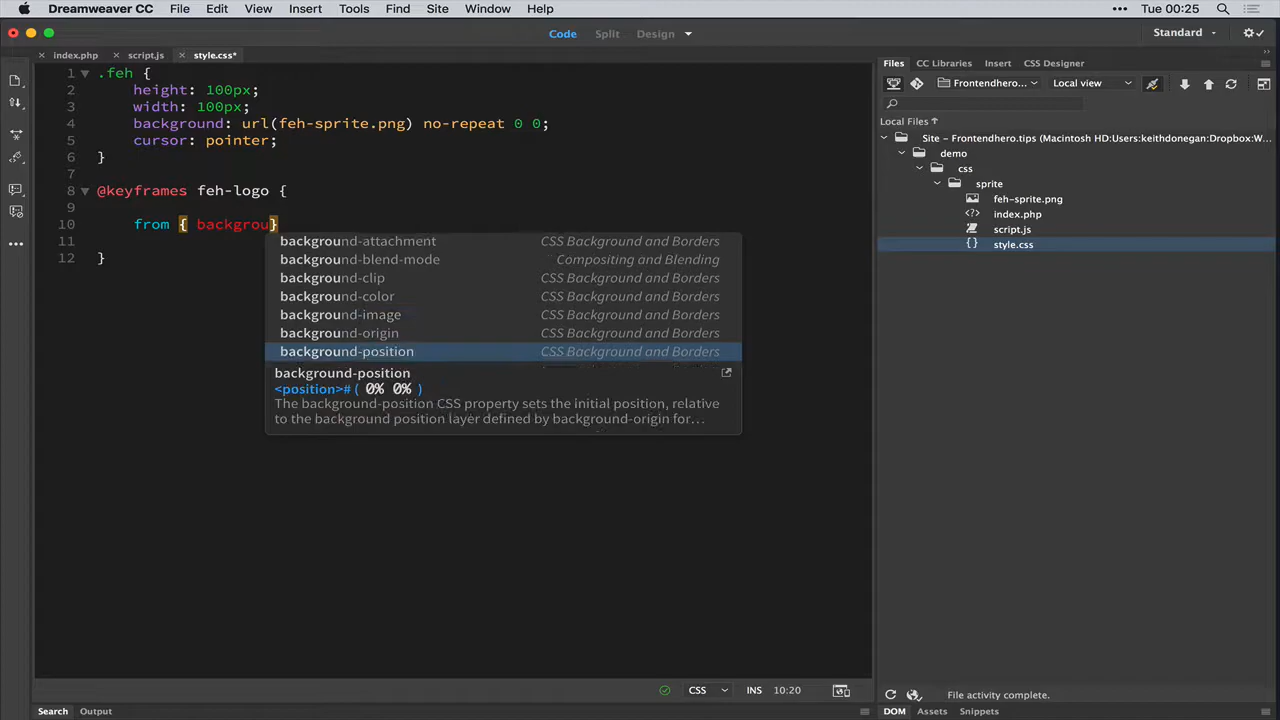 Dreamweaver CC File Edit View Insert Tools Find Site Window Help ••• Tue 00:25
Code Split Design Standard
index.php script.js style.css*
1 .feh {
2 height: 100px;
3 width: 100px;
4 background: url(feh-sprite.png) no-repeat 0 0;
5 cursor: pointer;
6 }
7
8 @keyframes feh-logo {
9
10 from { backgrou}
11
12 }
background-attachment CSS Background and Borders
background-blend-mode Compositing and Blending
background-clip CSS Background and Borders
background-color CSS Background and Borders
background-image CSS Background and Borders
background-origin CSS Background and Borders
background-position CSS Background and Borders
background-position
<position>#( 0% 0% )
The background-position CSS property sets the initial position, relative
to the background position layer defined by background-origin for…
CSS INS 10:20
Search Output
Files CC Libraries Insert CSS Designer
Frontendhero... Local view
Local Files
Site – Frontendhero.tips (Macintosh HD:Users:keithdonegan:Dropbox:W...
demo
css
sprite
feh-sprite.png
index.php
script.js
style.css
File activity complete.
DOM Assets Snippets